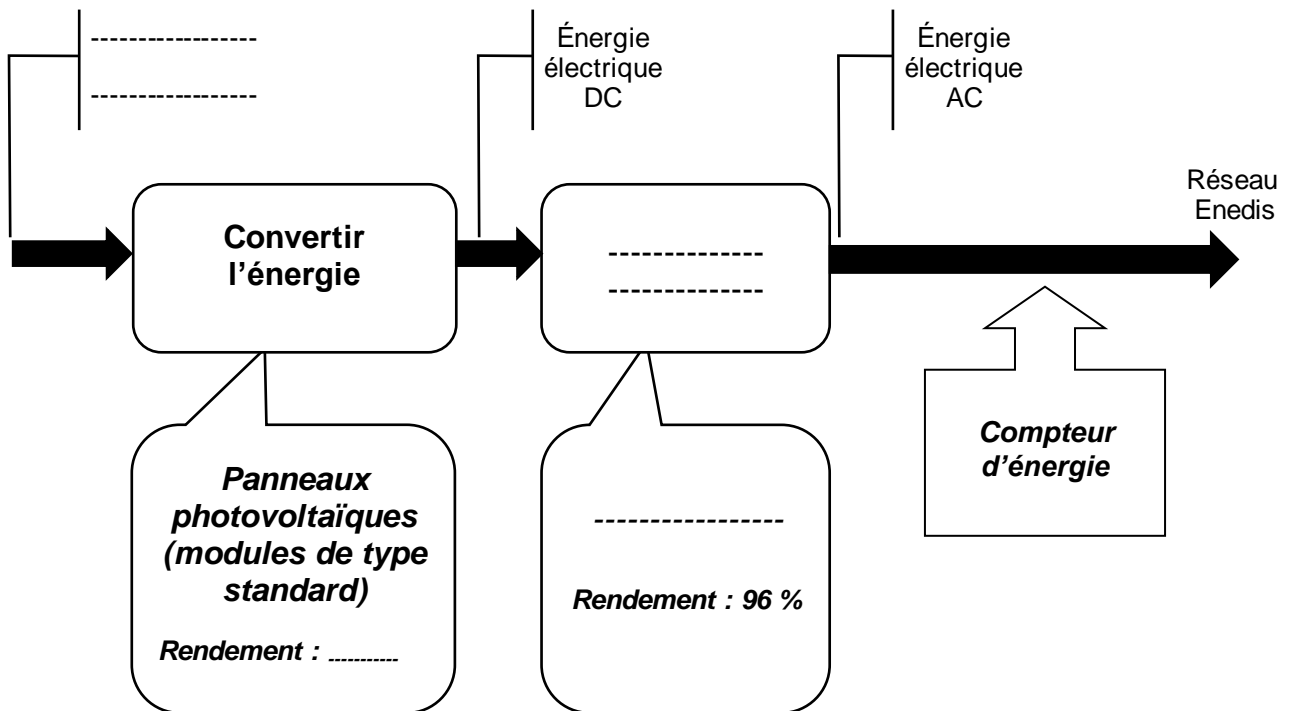 ------------------
------------------
Énergie
électrique
DC
Énergie
électrique
AC
Réseau
Enedis
Convertir
l’énergie
--------------
--------------
Compteur
d’énergie
Panneaux
photovoltaïques
(modules de type
standard)
Rendement : -----------
-----------------
Rendement : 96 %